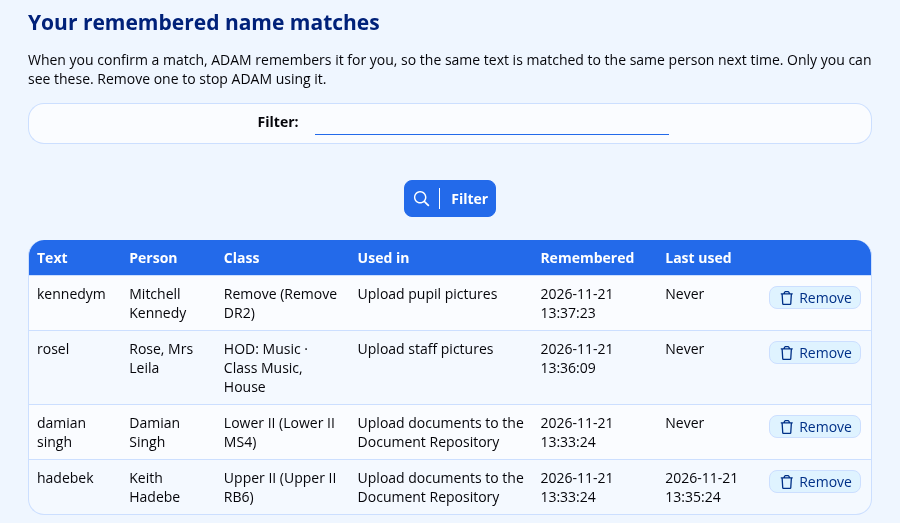 Your remembered name matches
When you confirm a match, ADAM remembers it for you, so the same text is matched to the same person next time. Only you can
see these. Remove one to stop ADAM using it.
Filter:
Filter
Text Person Class Used in Remembered Last used
kennedym Mitchell Kennedy Remove (Remove DR2) Upload pupil pictures 2026-11-21 13:37:23 Never Remove
rosel Rose, Mrs Leila HOD: Music · Class Music, House Upload staff pictures 2026-11-21 13:36:09 Never Remove
damian singh Damian Singh Lower II (Lower II MS4) Upload documents to the Document Repository 2026-11-21 13:33:24 Never Remove
hadebek Keith Hadebe Upper II (Upper II RB6) Upload documents to the Document Repository 2026-11-21 13:33:24 2026-11-21 13:35:24 Remove